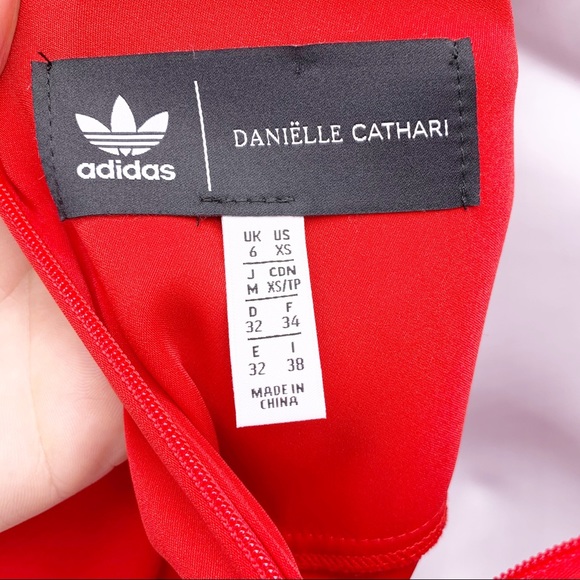 adidas
DANIËLLE CATHARI
UK US
6 XS
J CDN
M XS/TP
D F
32 34
E I
32 38
MADE IN
CHINA